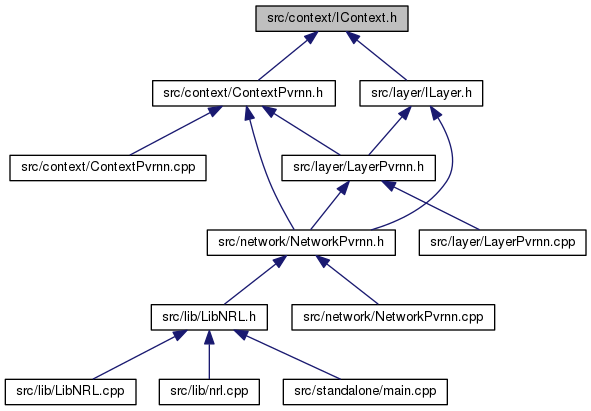 src/context/IContext.h
src/context/ContextPvrnn.h
src/layer/ILayer.h
src/context/ContextPvrnn.cpp
src/layer/LayerPvrnn.h
src/network/NetworkPvrnn.h
src/layer/LayerPvrnn.cpp
src/lib/LibNRL.h
src/network/NetworkPvrnn.cpp
src/lib/LibNRL.cpp
src/lib/nrl.cpp
src/standalone/main.cpp